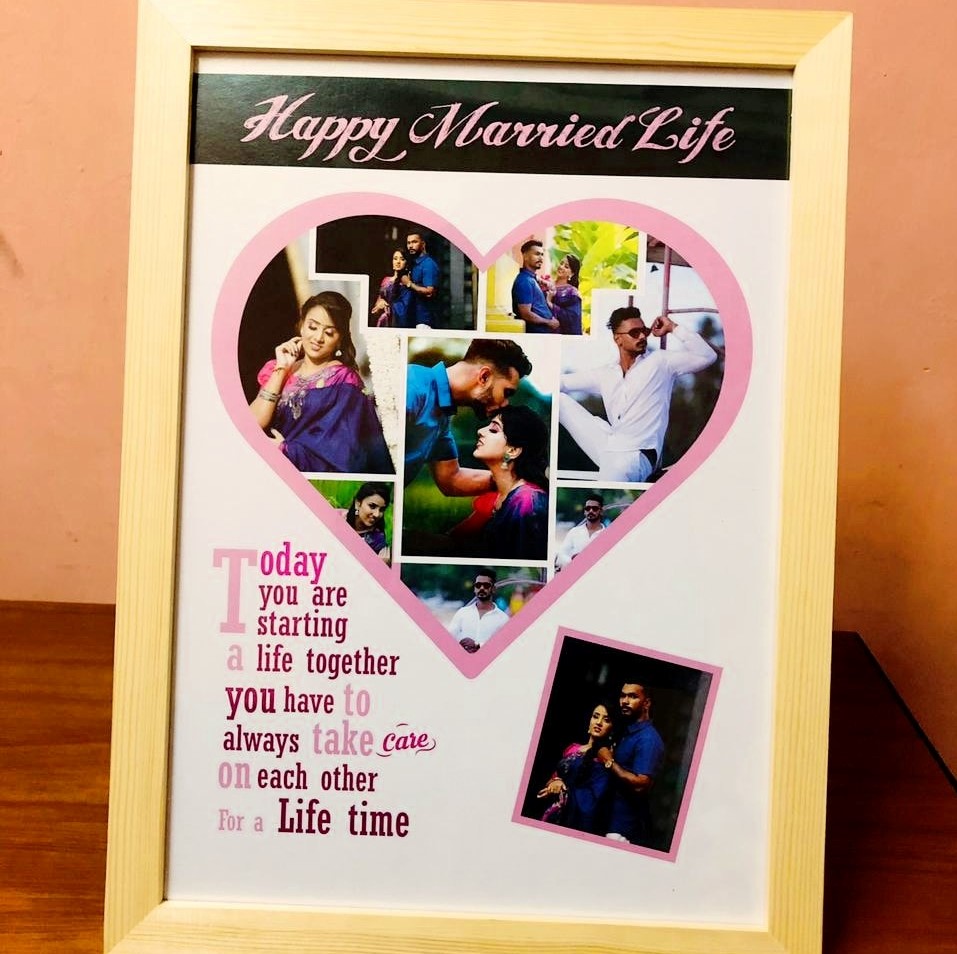 Happy Married Life
Today
you are
starting
a life together
you have to
always take care
on each other
For a Life time